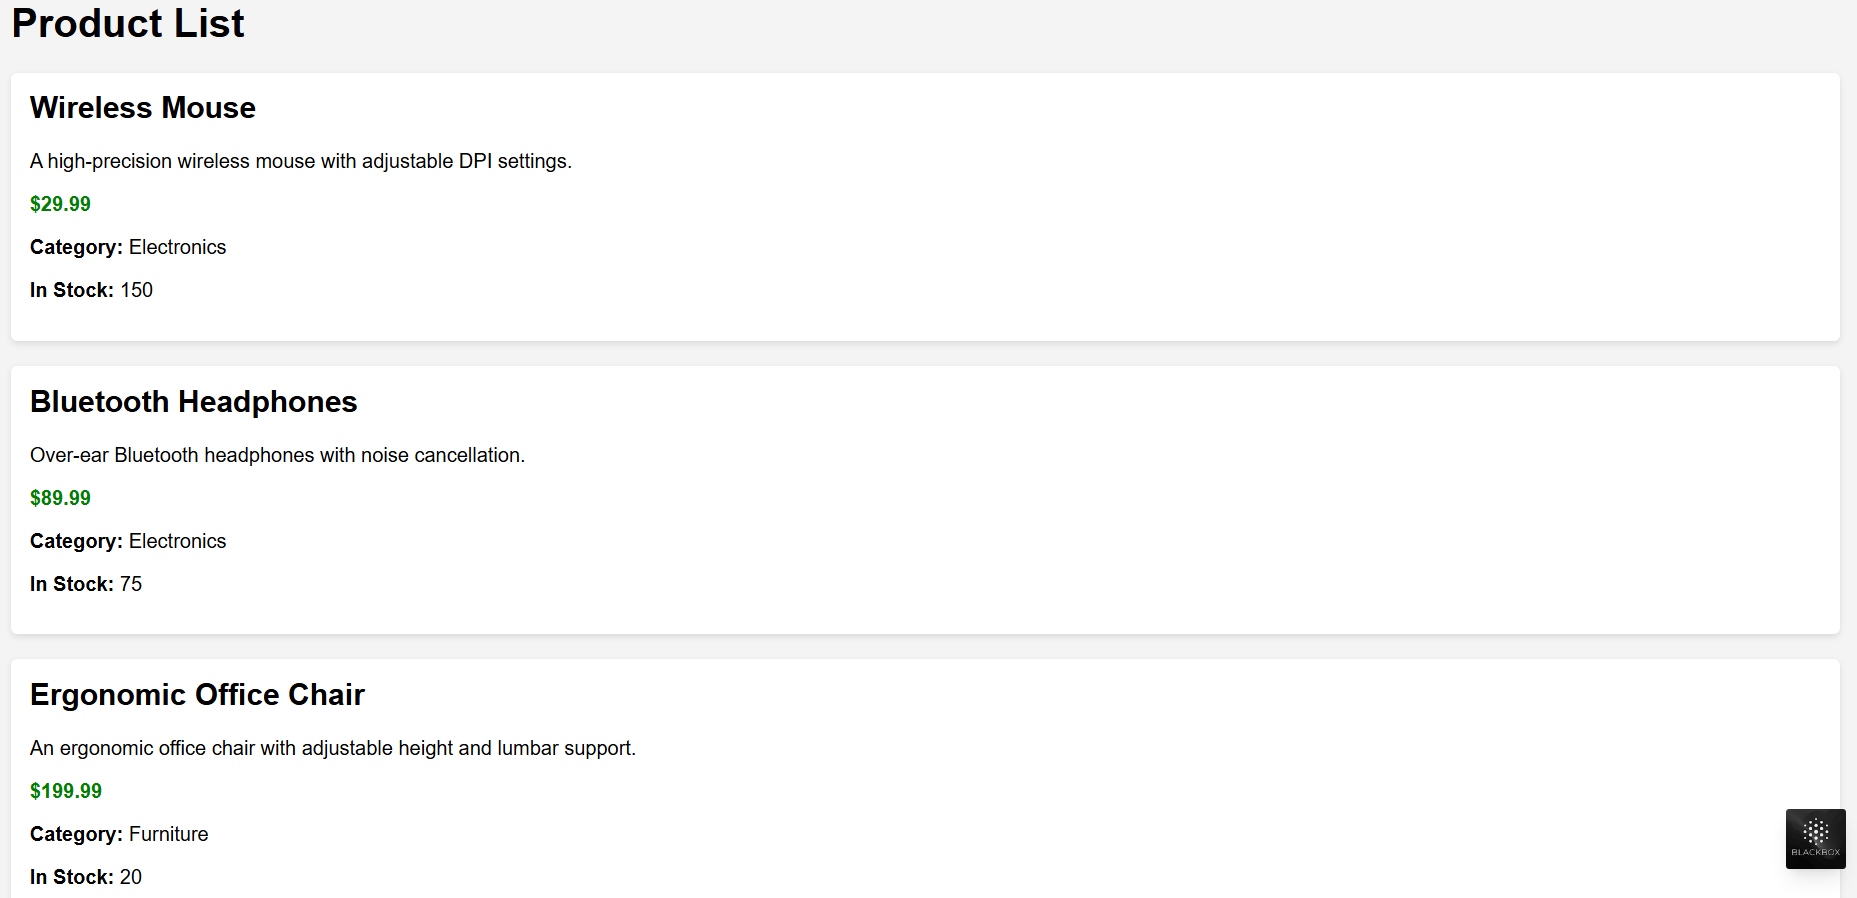 Product List
Wireless Mouse
A high-precision wireless mouse with adjustable DPI settings.
$29.99
Category: Electronics
In Stock: 150
Bluetooth Headphones
Over-ear Bluetooth headphones with noise cancellation.
$89.99
Category: Electronics
In Stock: 75
Ergonomic Office Chair
An ergonomic office chair with adjustable height and lumbar support.
$199.99
Category: Furniture
In Stock: 20
BLACKBOX